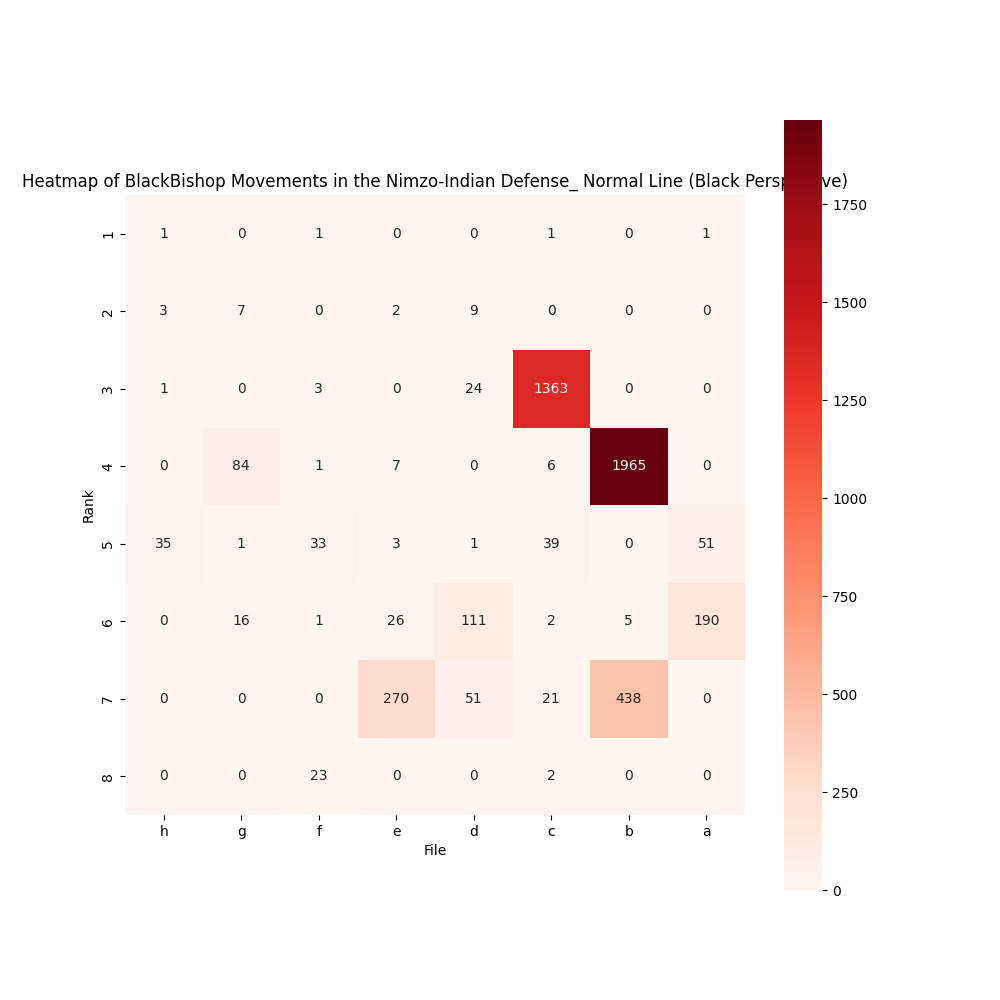 Heatmap of BlackBishop Movements in the Nimzo-Indian Defense_ Normal Line (Black Persp ve)
1 1 0 1 0 0 1 0 1
2 3 7 0 2 9 0 0 0
3 1 0 3 0 24 1363 0 0
4 0 84 1 7 0 6 1965 0
5 35 1 33 3 1 39 0 51
6 0 16 1 26 111 2 5 190
7 0 0 0 270 51 21 438 0
8 0 0 23 0 0 2 0 0
h g f e d c b a
File
Rank
1750
1500
1250
1000
750
500
250
0